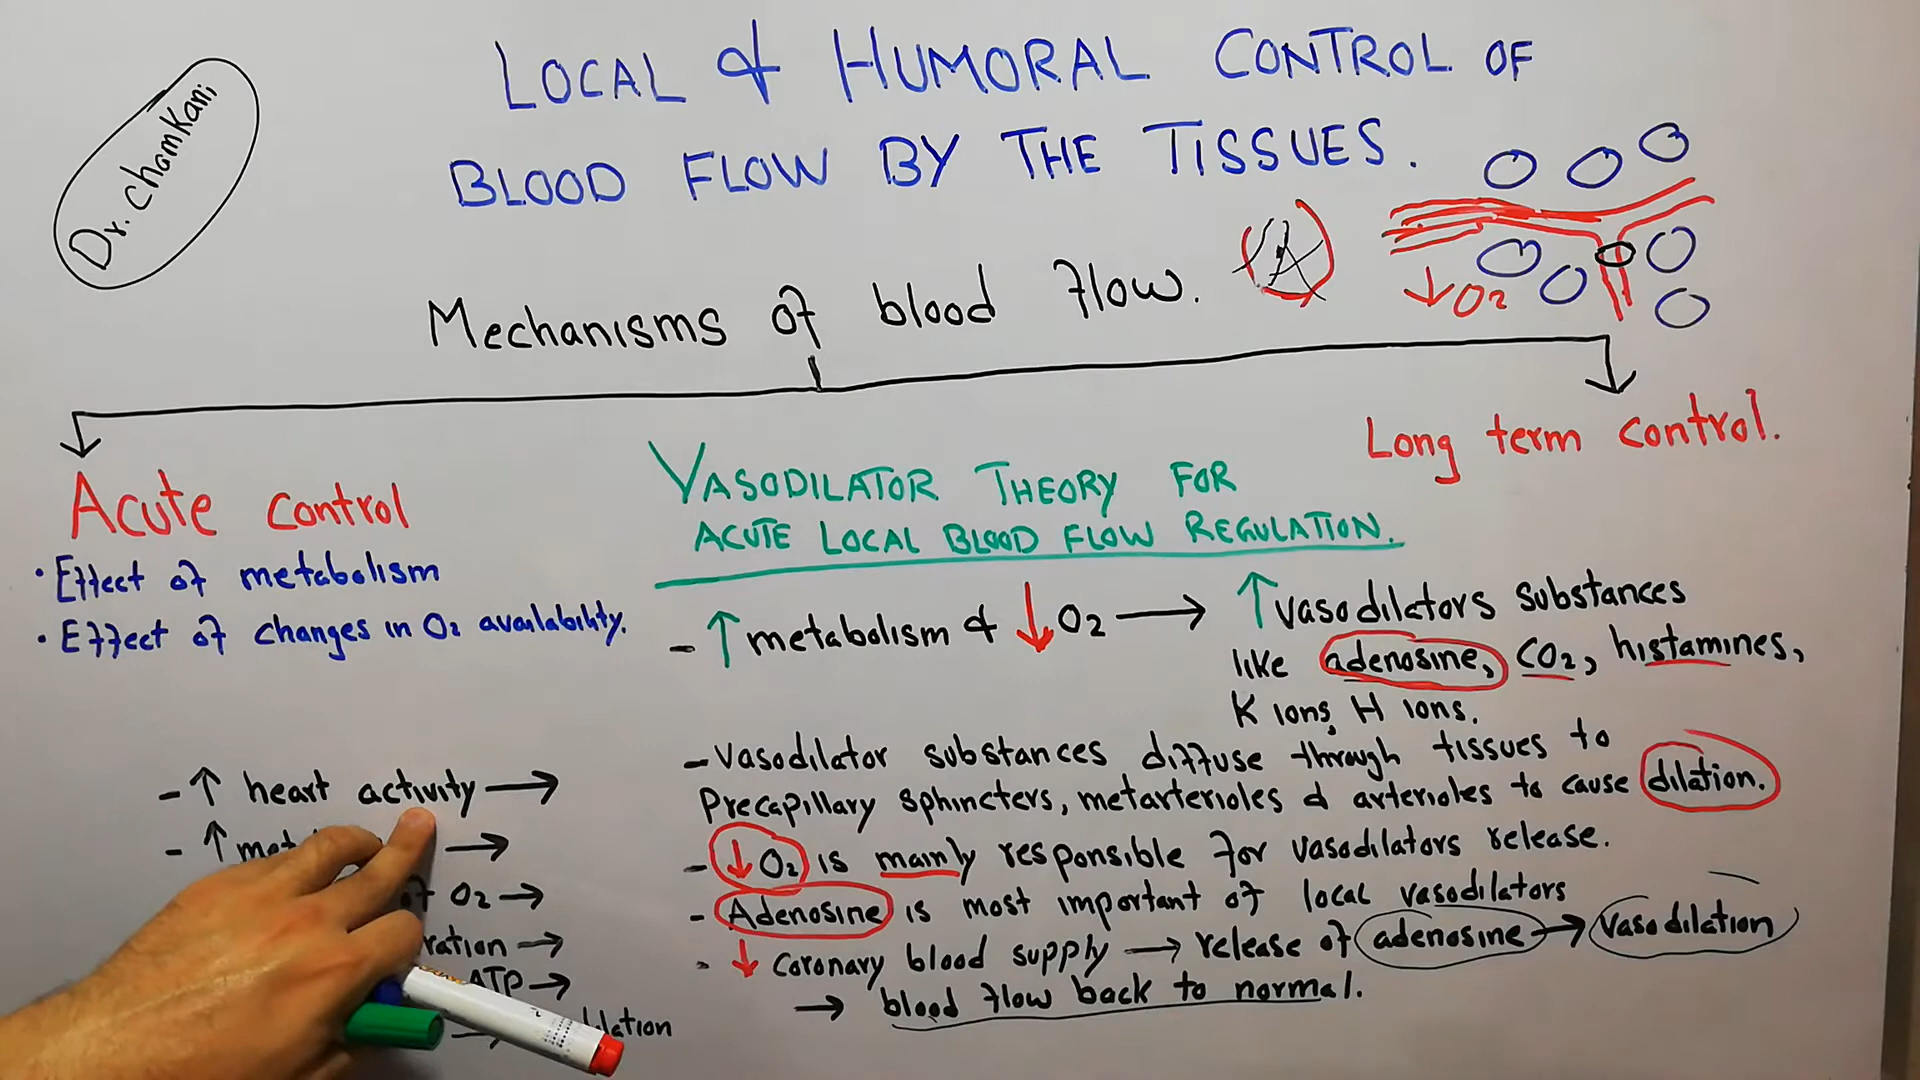 LOCAL & HUMORAL CONTROL OF
BLOOD FLOW BY THE TISSUES.
Dr. Chamkani
Mechanisms of blood flow.
↓ O2
Acute control
• Effect of metabolism
• Effect of changes in O2 availability.
Long term control.
VASODILATOR THEORY FOR
ACUTE LOCAL BLOOD FLOW REGULATION.
- ↑ metabolism & ↓ O2 → ↑ vasodilators substances
like adenosine, CO2, histamines,
K ions, H ions.
- Vasodilator substances diffuse through tissues to
Precapillary sphincters, metarterioles & arterioles to cause dilation.
- ↓ O2 is mainly responsible for vasodilators release.
- Adenosine is most important of local vasodilators
- ↓ coronary blood supply → release of adenosine → vasodilation
→ blood flow back to normal.
- ↑ heart activity →
- ↑ →
O2 →
→
ATP →
→